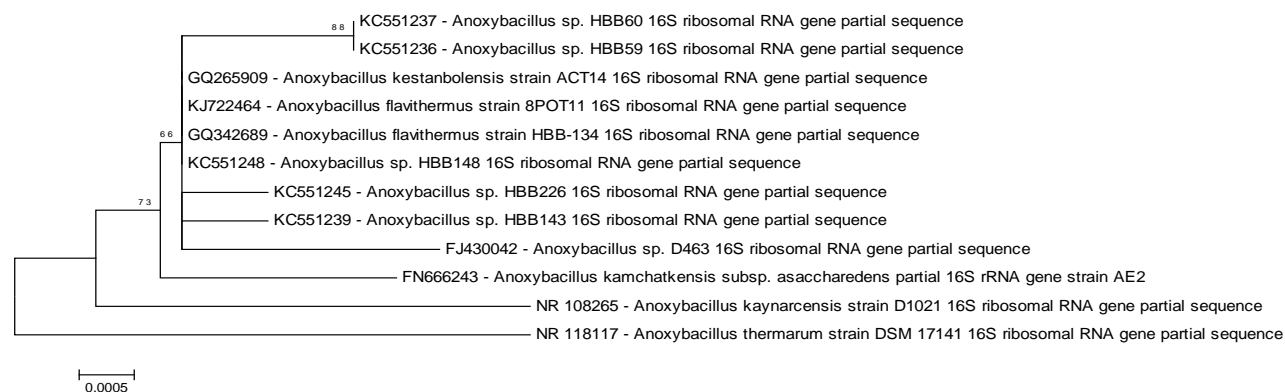 KC551237 - Anoxybacillus sp. HBB60 16S ribosomal RNA gene partial sequence
88
KC551236 - Anoxybacillus sp. HBB59 16S ribosomal RNA gene partial sequence
GQ265909 - Anoxybacillus kestanbolensis strain ACT14 16S ribosomal RNA gene partial sequence
KJ722464 - Anoxybacillus flavithermus strain 8POT11 16S ribosomal RNA gene partial sequence
66
GQ342689 - Anoxybacillus flavithermus strain HBB-134 16S ribosomal RNA gene partial sequence
KC551248 - Anoxybacillus sp. HBB148 16S ribosomal RNA gene partial sequence
KC551245 - Anoxybacillus sp. HBB226 16S ribosomal RNA gene partial sequence
73
KC551239 - Anoxybacillus sp. HBB143 16S ribosomal RNA gene partial sequence
FJ430042 - Anoxybacillus sp. D463 16S ribosomal RNA gene partial sequence
FN666243 - Anoxybacillus kamchatkensis subsp. asaccharedens partial 16S rRNA gene strain AE2
NR 108265 - Anoxybacillus kaynarcensis strain D1021 16S ribosomal RNA gene partial sequence
NR 118117 - Anoxybacillus thermarum strain DSM 17141 16S ribosomal RNA gene partial sequence
0.0005